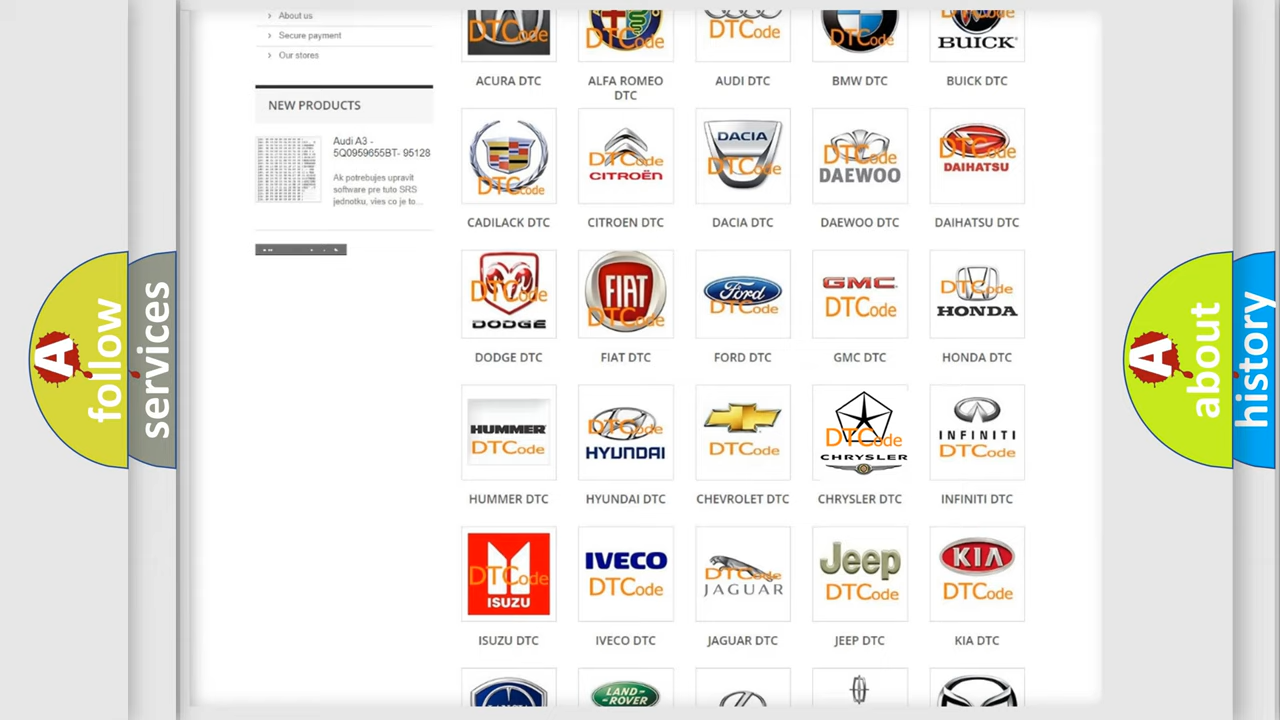 About us
Secure payment
Our stores
NEW PRODUCTS
Audi A3 -
5Q0959655BT- 95128
Ak potrebujes upravit
software pre tuto SRS
jednotku, vies co je to...
DTCode
DTCode
DTCode
DTCode
BUICK
ACURA DTC
ALFA ROMEO
DTC
AUDI DTC
BMW DTC
BUICK DTC
DTCode
DTCode
CITROËN
DACIA
DTCode
DTCode
DAEWOO
DTCode
DAIHATSU
CADILACK DTC
CITROEN DTC
DACIA DTC
DAEWOO DTC
DAIHATSU DTC
DTCode
DODGE
FIAT
DTCode
Ford
DTCode
GMC
DTCode
DTCode
HONDA
DODGE DTC
FIAT DTC
FORD DTC
GMC DTC
HONDA DTC
HUMMER
DTCode
DTCode
HYUNDAI
DTCode
DTCode
CHRYSLER
INFINITI
DTCode
HUMMER DTC
HYUNDAI DTC
CHEVROLET DTC
CHRYSLER DTC
INFINITI DTC
DTCode
ISUZU
IVECO
DTCode
DTCode
JAGUAR
Jeep
DTCode
KIA
DTCode
ISUZU DTC
IVECO DTC
JAGUAR DTC
JEEP DTC
KIA DTC
LAND-
ROVER
A
follow
services
A
about
history